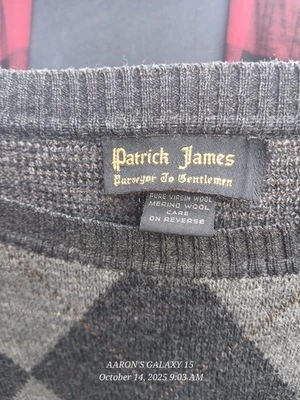 Patrick James
Purveyor To Gentlemen
PURE VIRGIN WOOL
MERINO WOOL
CARE
ON REVERSE
AARON'S GALAXY 15
October 14, 2025 9:03 AM